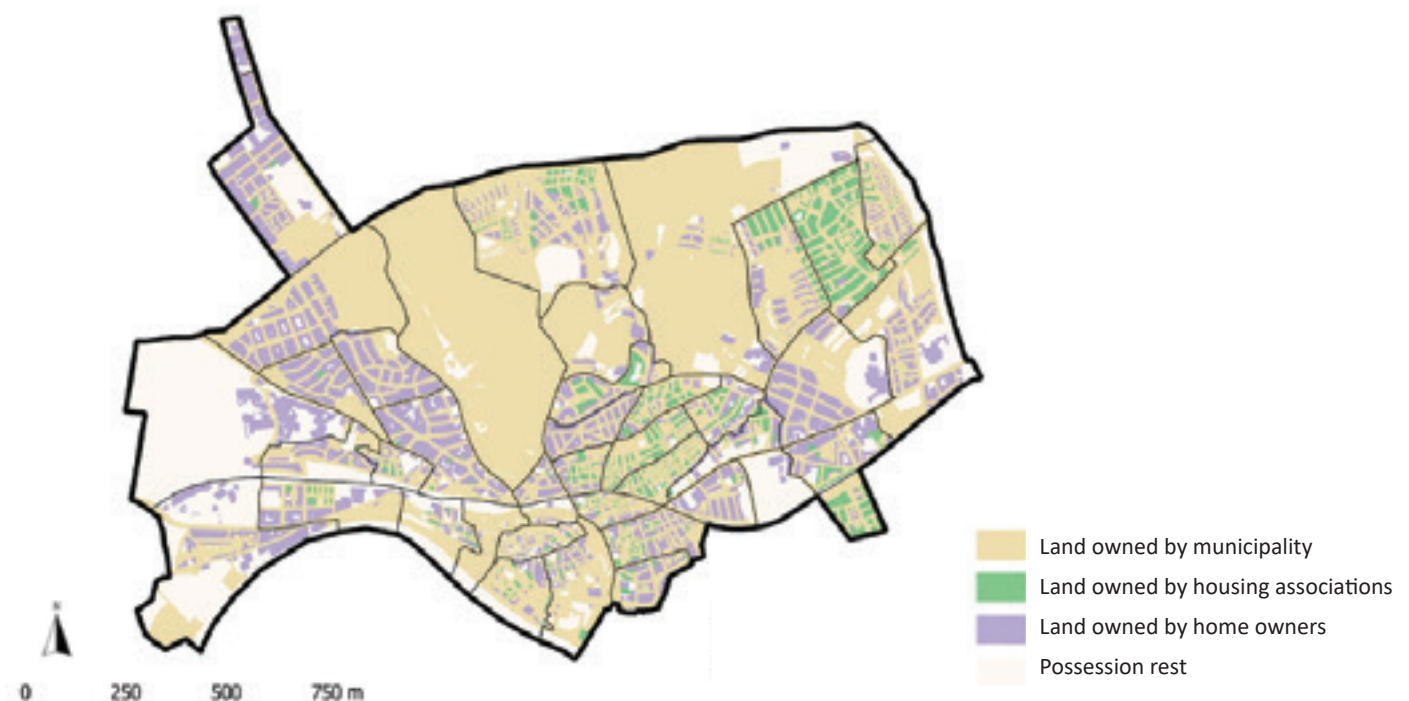 Land owned by municipality
Land owned by housing associations
Land owned by home owners
Possession rest
N
0 250 500 750 m